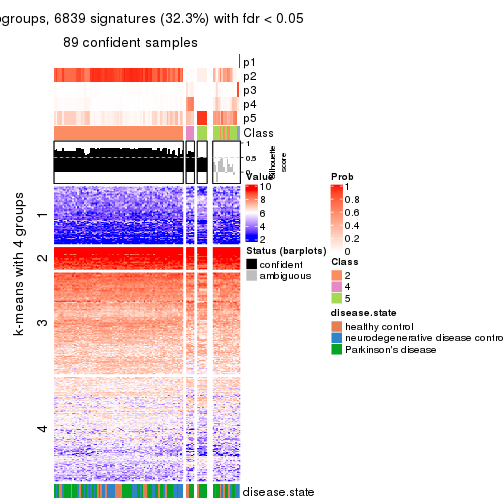 ogroups, 6839 signatures (32.3%) with fdr < 0.05
89 confident samples
p1
p2
p3
p4
p5
Class
1
0.5
0
Silhouette
score
k-means with 4 groups
1
2
3
4
Value
10
8
6
4
2
Status (barplots)
confident
ambiguous
Prob
1
0.8
0.6
0.4
0.2
0
Class
2
4
5
disease.state
healthy control
neurodegenerative disease contro
Parkinson's disease
disease.state